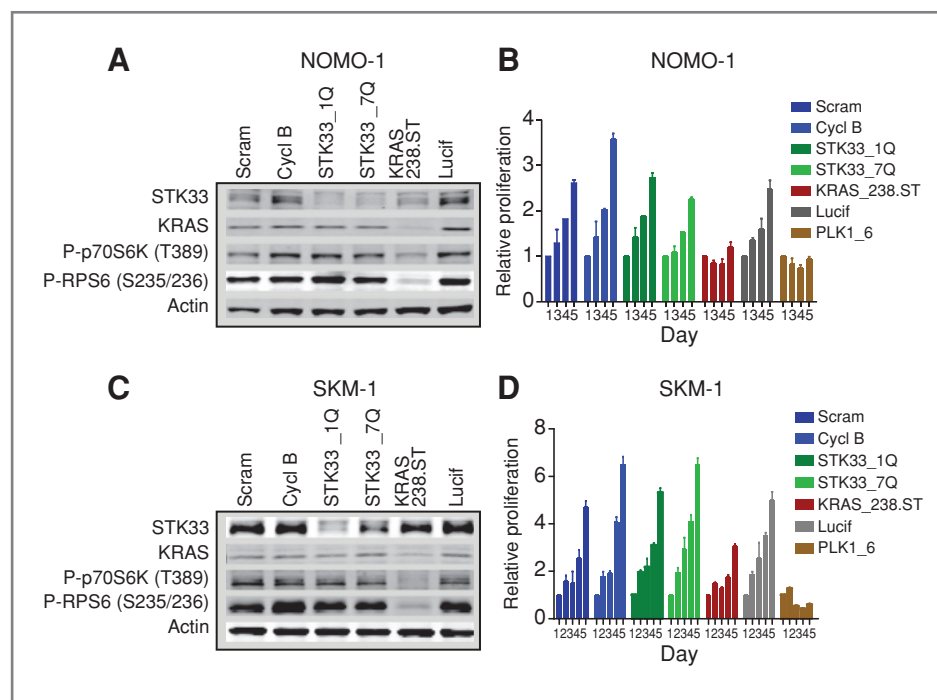 A
NOMO-1
Scram
Cycl B
STK33_1Q
STK33_7Q
KRAS
238.ST
Lucif
STK33
KRAS
P-p70S6K (T389)
P-RPS6 (S235/236)
Actin
B
NOMO-1
Relative proliferation
4
3
2
1
0
1345 1345 1345 1345 1345 1345 1345
Day
Scram
Cycl B
STK33_1Q
STK33_7Q
KRAS_238.ST
Lucif
PLK1_6
C
SKM-1
Scram
Cycl B
STK33 _1Q
STK33 _7Q
KRAS
238.ST
Lucif
STK33
KRAS
P-p70S6K (T389)
P-RPS6 (S235/236)
Actin
D
SKM-1
Relative proliferation
8
6
4
2
0
12345 12345 12345 12345 12345 12345 12345
Day
Scram
Cycl B
STK33_1Q
STK33_7Q
KRAS_238.ST
Lucif
PLK1_6